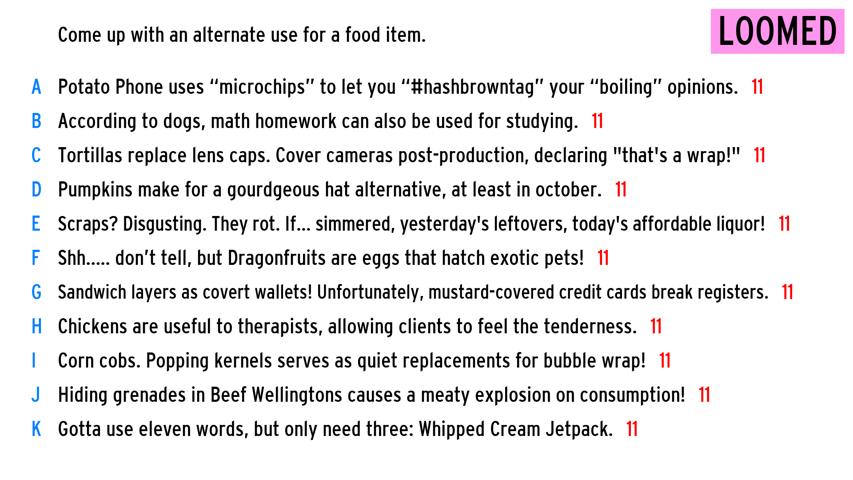 Come up with an alternate use for a food item.
LOOMED
A Potato Phone uses “microchips” to let you “#hashbrowntag” your “boiling” opinions. 11
B According to dogs, math homework can also be used for studying. 11
C Tortillas replace lens caps. Cover cameras post-production, declaring "that's a wrap!" 11
D Pumpkins make for a gourdgeous hat alternative, at least in october. 11
E Scraps? Disgusting. They rot. If... simmered, yesterday's leftovers, today's affordable liquor! 11
F Shh..... don’t tell, but Dragonfruits are eggs that hatch exotic pets! 11
G Sandwich layers as covert wallets! Unfortunately, mustard-covered credit cards break registers. 11
H Chickens are useful to therapists, allowing clients to feel the tenderness. 11
I Corn cobs. Popping kernels serves as quiet replacements for bubble wrap! 11
J Hiding grenades in Beef Wellingtons causes a meaty explosion on consumption! 11
K Gotta use eleven words, but only need three: Whipped Cream Jetpack. 11